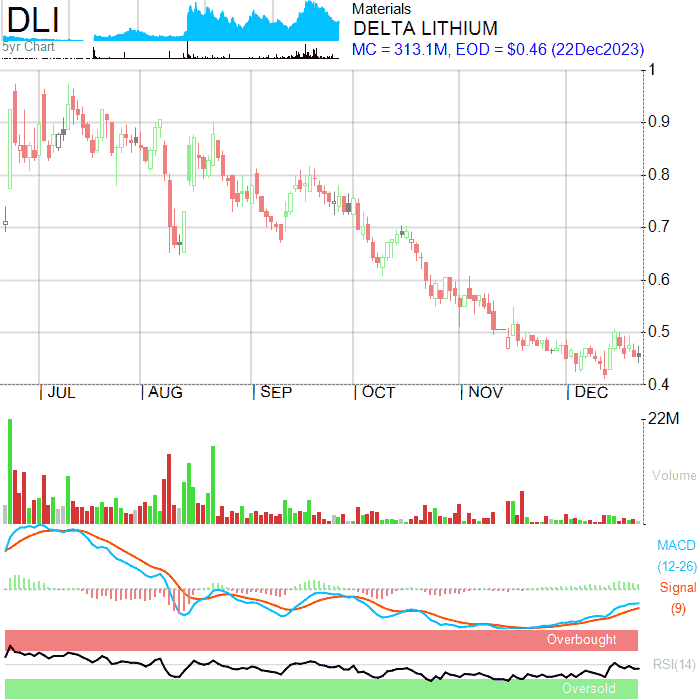 DLI
5yr Chart
Materials
DELTA LITHIUM
MC = 313.1M, EOD = $0.46 (22Dec2023)
1
0.9
0.8
0.7
0.6
0.5
0.4
JUL
AUG
SEP
OCT
NOV
DEC
22M
Volume
MACD
(12-26)
Signal
(9)
Overbought
RSI(14)
Oversold